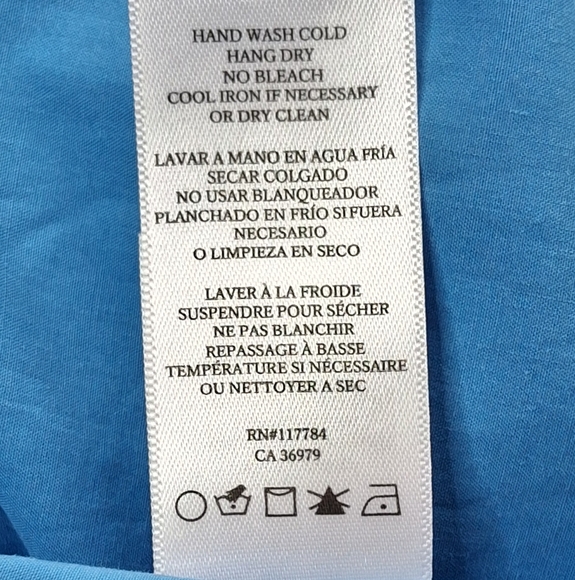 HAND WASH COLD
HANG DRY
NO BLEACH
COOL IRON IF NECESSARY
OR DRY CLEAN
LAVAR A MANO EN AGUA FRÍA
SECAR COLGADO
NO USAR BLANQUEADOR
PLANCHADO EN FRÍO SI FUERA
NECESARIO
O LIMPIEZA EN SECO
LAVER À LA FROIDE
SUSPENDRE POUR SÉCHER
NE PAS BLANCHIR
REPASSAGE À BASSE
TEMPÉRATURE SI NÉCESSAIRE
OU NETTOYER A SEC
RN#117784
CA 36979